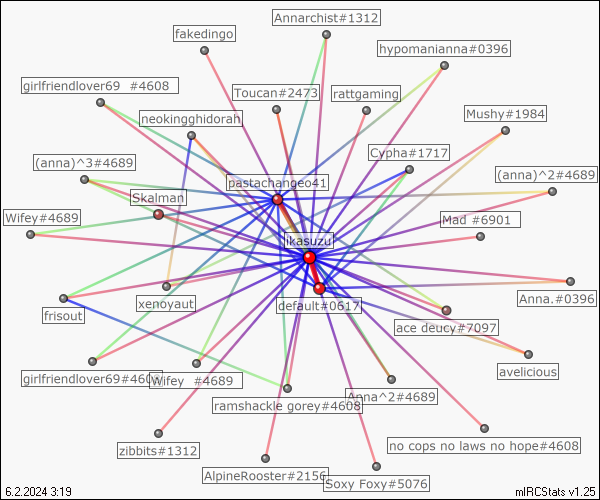 Annarchist#1312
fakedingo
hypomanianna#0396
girlfriendlover69  #4608
Toucan#2473
rattgaming
neokingghidorah
Mushy#1984
(anna)^3#4689
Cypha#1717
(anna)^2#4689
pastachangeo41
Skalman
Wifey#4689
Mad #6901
ikasuzu
Anna.#0396
xenoyaut
default#0617
frisout
ace deucy#7097
avelicious
girlfriendlover69#4608
Wifey  #4689
Anna^2#4689
ramshackle gorey#4608
no cops no laws no hope#4608
zibbits#1312
AlpineRooster#2156
Soxy Foxy#5076
6.2.2024 3:19
mIRCStats v1.25